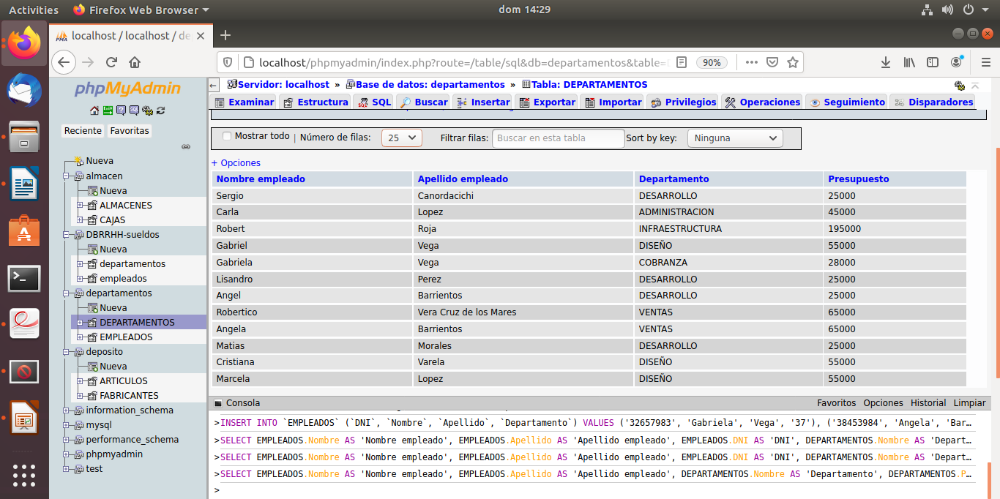 Activities Firefox Web Browser dom 14:29
localhost / localhost / de
localhost/phpmyadmin/index.php?route=/table/sql&db=departamentos&table= 90%
phpMyAdmin
Reciente Favoritas
Nueva
almacen
Nueva
ALMACENES
CAJAS
DBRRHH-sueldos
Nueva
departamentos
empleados
departamentos
Nueva
DEPARTAMENTOS
EMPLEADOS
deposito
Nueva
ARTICULOS
FABRICANTES
information_schema
mysql
performance_schema
phpmyadmin
test
Servidor: localhost » Base de datos: departamentos » Tabla: DEPARTAMENTOS
Examinar Estructura SQL Buscar Insertar Exportar Importar Privilegios Operaciones Seguimiento Disparadores
Mostrar todo | Número de filas: 25 Filtrar filas: Buscar en esta tabla Sort by key: Ninguna
+ Opciones
Nombre empleado Apellido empleado Departamento Presupuesto
Sergio Canordacichi DESARROLLO 25000
Carla Lopez ADMINISTRACION 45000
Robert Roja INFRAESTRUCTURA 195000
Gabriel Vega DISEÑO 55000
Gabriela Vega COBRANZA 28000
Lisandro Perez DESARROLLO 25000
Angel Barrientos DESARROLLO 25000
Robertico Vera Cruz de los Mares VENTAS 65000
Angela Barrientos VENTAS 65000
Matias Morales DESARROLLO 25000
Cristiana Varela DISEÑO 55000
Marcela Lopez DISEÑO 55000
Consola Favoritos Opciones Historial Limpiar
>INSERT INTO `EMPLEADOS` (`DNI`, `Nombre`, `Apellido`, `Departamento`) VALUES ('32657983', 'Gabriela', 'Vega', '37'), ('38453984', 'Angela', 'Bar…
>SELECT EMPLEADOS.Nombre AS 'Nombre empleado', EMPLEADOS.Apellido AS 'Apellido empleado', EMPLEADOS.DNI AS 'DNI', DEPARTAMENTOS.Nombre AS 'Depart…
>SELECT EMPLEADOS.Nombre AS 'Nombre empleado', EMPLEADOS.Apellido AS 'Apellido empleado', EMPLEADOS.DNI AS 'DNI', DEPARTAMENTOS.Nombre AS 'Depart…
>SELECT EMPLEADOS.Nombre AS 'Nombre empleado', EMPLEADOS.Apellido AS 'Apellido empleado', DEPARTAMENTOS.Nombre AS 'Departamento', DEPARTAMENTOS.P…
>